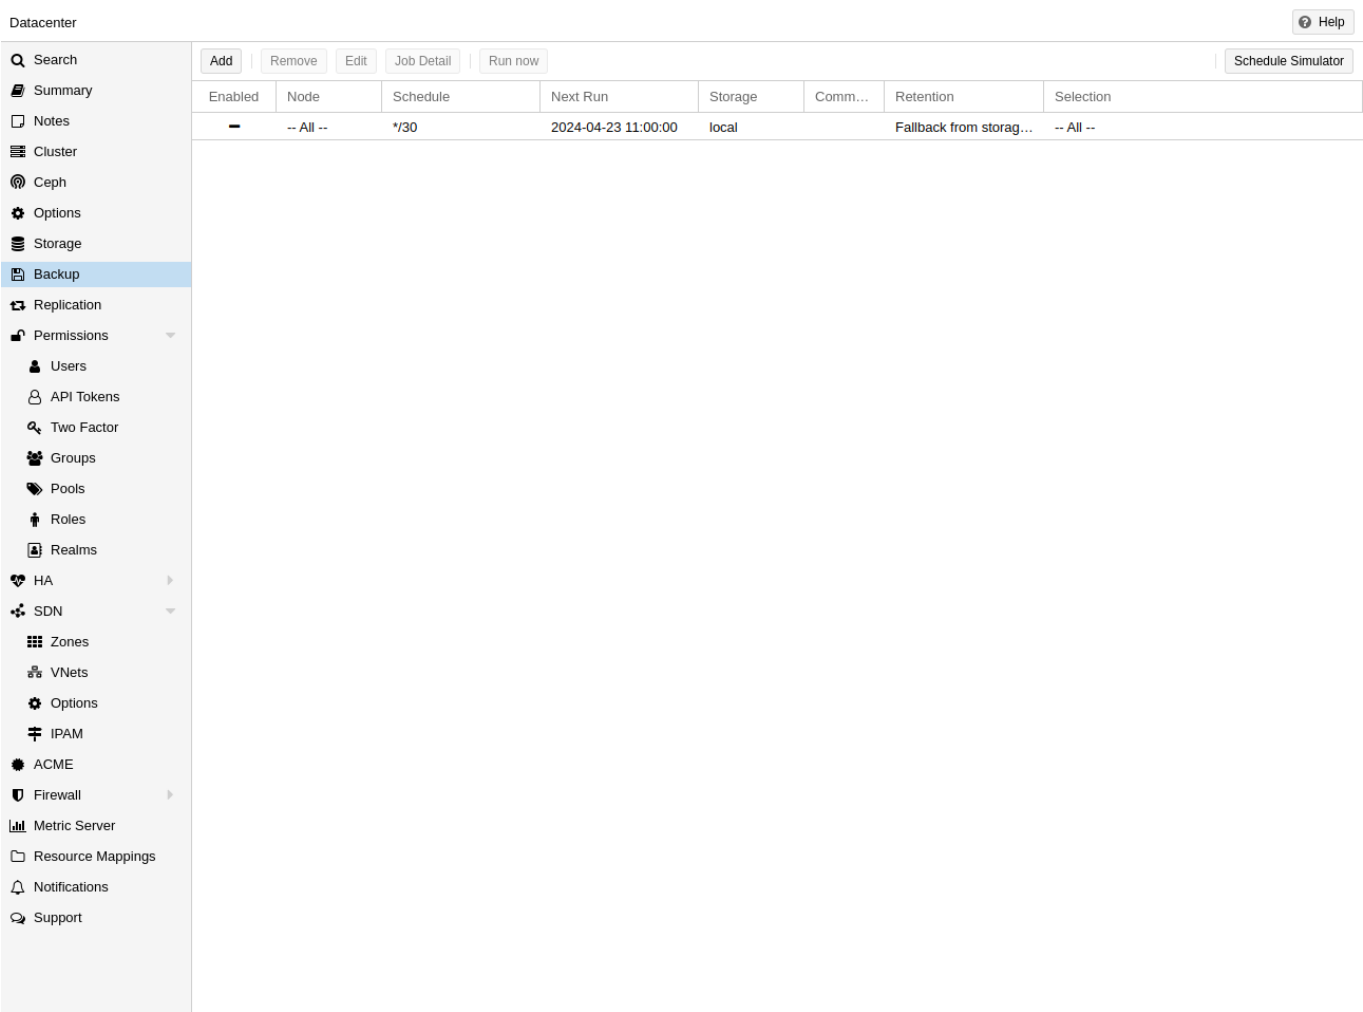 Datacenter
Help
Search
Summary
Notes
Cluster
Ceph
Options
Storage
Backup
Replication
Permissions
Users
API Tokens
Two Factor
Groups
Pools
Roles
Realms
HA
SDN
Zones
VNets
Options
IPAM
ACME
Firewall
Metric Server
Resource Mappings
Notifications
Support
Add Remove Edit Job Detail Run now Schedule Simulator
Enabled Node Schedule Next Run Storage Comm... Retention Selection
-- All -- */30 2024-04-23 11:00:00 local Fallback from storag... -- All --